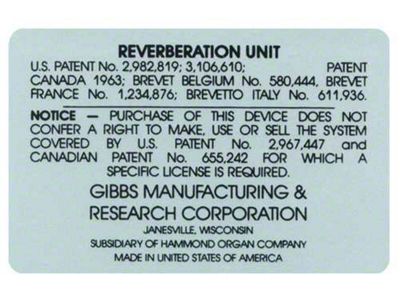 REVERBERATION UNIT
U.S. PATENT No. 2,982,819; 3,106,610; PATENT
CANADA 1963; BREVET BELGIUM No. 580,444, BREVET
FRANCE No. 1,234,876; BREVETTO ITALY No. 611,936.
NOTICE — PURCHASE OF THIS DEVICE DOES NOT
CONFER A RIGHT TO MAKE, USE OR SELL THE SYSTEM
COVERED BY U.S. PATENT No. 2,967,447 and
CANADIAN PATENT No. 655,242 FOR WHICH A
SPECIFIC LICENSE IS REQUIRED.
GIBBS MANUFACTURING &
RESEARCH CORPORATION
JANESVILLE, WISCONSIN
SUBSIDIARY OF HAMMOND ORGAN COMPANY
MADE IN UNITED STATES OF AMERICA